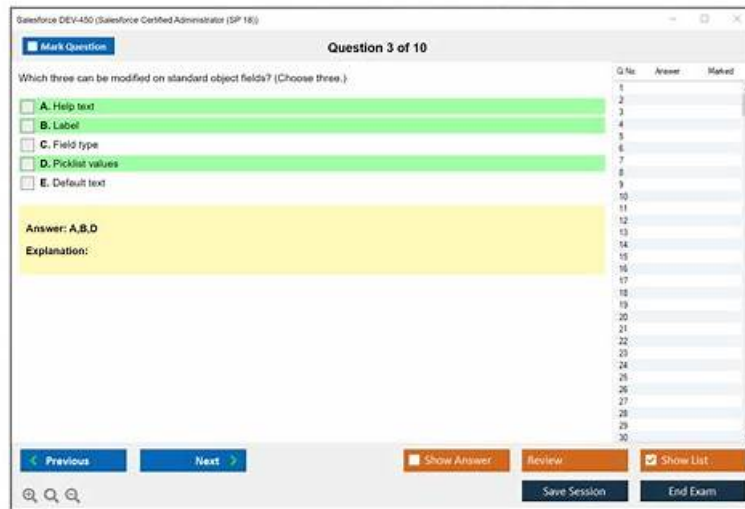 Salesforce DEV-450 (Salesforce Certified Administrator (SP 18))
Mark Question
Question 3 of 10
Which three can be modified on standard object fields? (Choose three.)
A. Help text
B. Label
C. Field type
D. Picklist values
E. Default text
Answer: A,B,D
Explanation:
Q No Answer Marked
1
2
3
4
5
6
7
8
9
10
11
12
13
14
15
16
17
18
19
20
21
22
23
24
25
26
27
28
29
30
Previous Next Show Answer Review Show List
Save Session End Exam